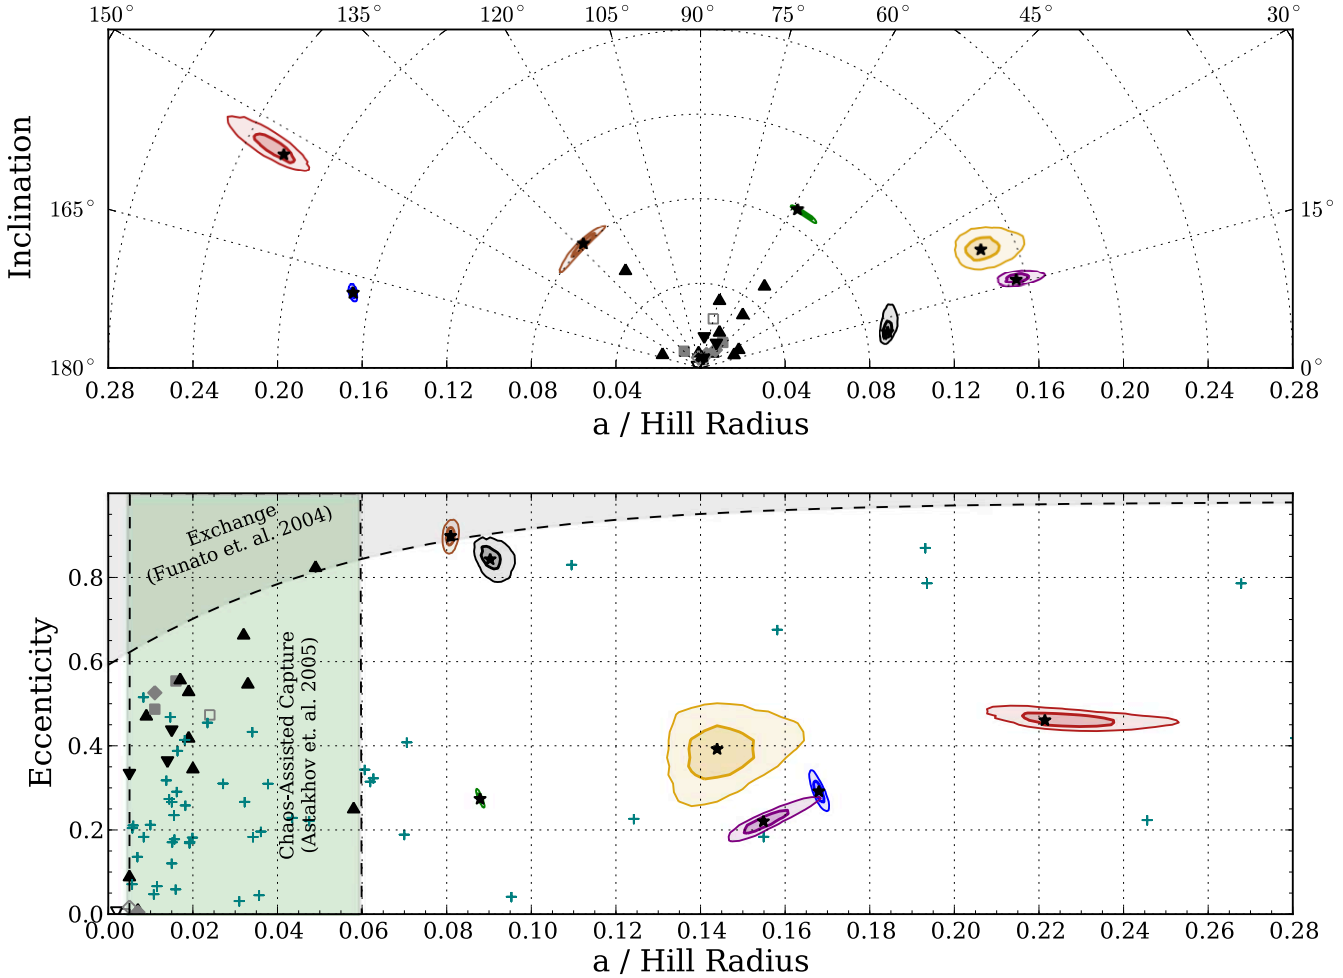 150° 135° 120° 105° 90° 75° 60° 45° 30°
Inclination
165° 15°
180° 0°
0.28 0.24 0.20 0.16 0.12 0.08 0.04 0.04 0.08 0.12 0.16 0.20 0.24 0.28
a / Hill Radius
Exchange
(Funato et. al. 2004)
Chaos-Assisted Capture
(Astakhov et. al. 2005)
Eccenticity
0.8
0.6
0.4
0.2
0.0
0.00 0.02 0.04 0.06 0.08 0.10 0.12 0.14 0.16 0.18 0.20 0.22 0.24 0.26 0.28
a / Hill Radius